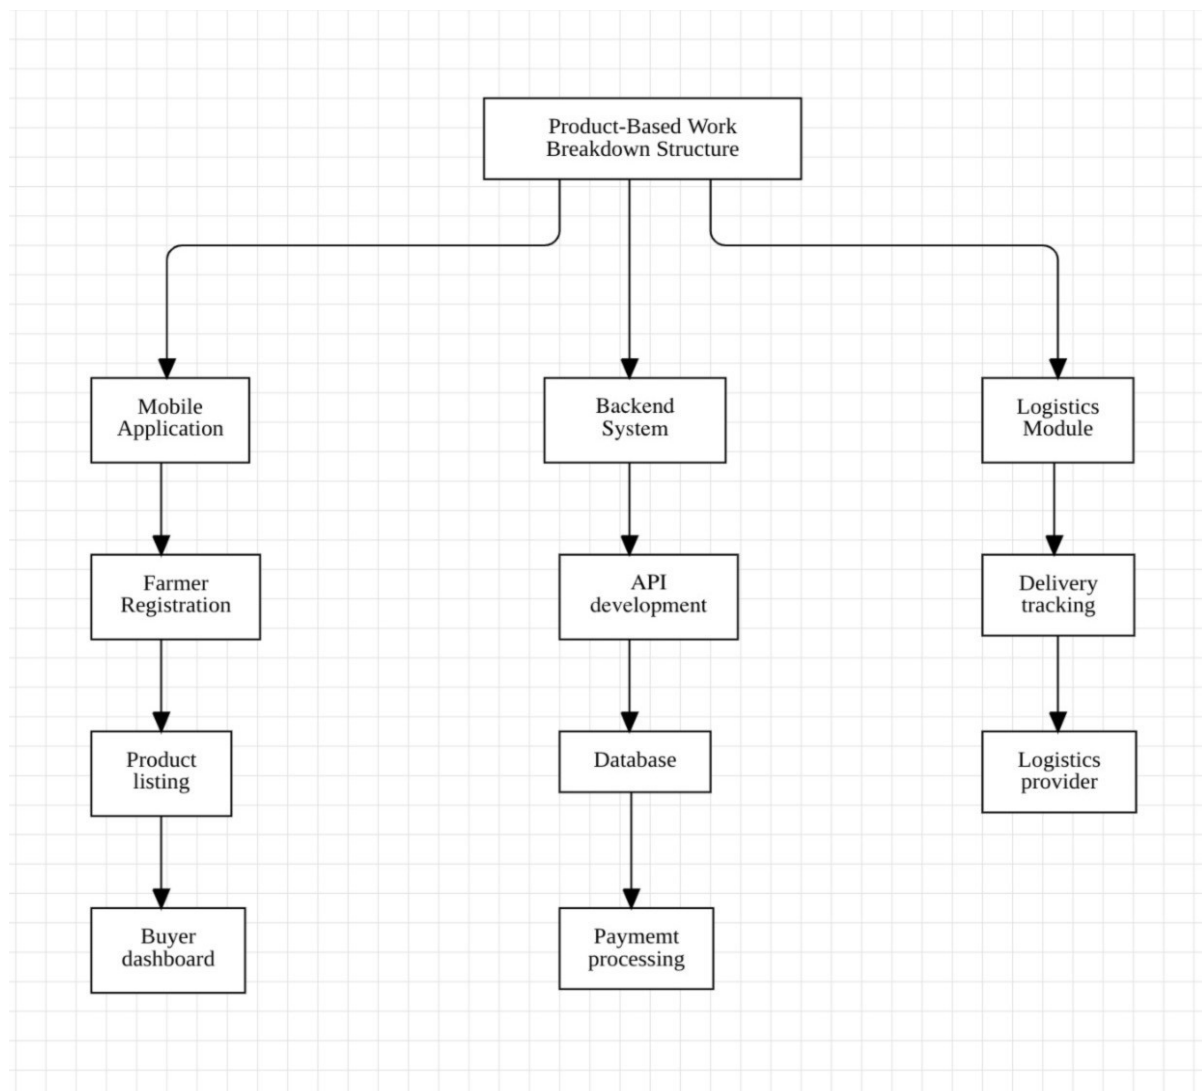 Product-Based Work
Breakdown Structure
Mobile
Application
Backend
System
Logistics
Module
Farmer
Registration
API
development
Delivery
tracking
Product
listing
Database
Logistics
provider
Buyer
dashboard
Paymemt
processing